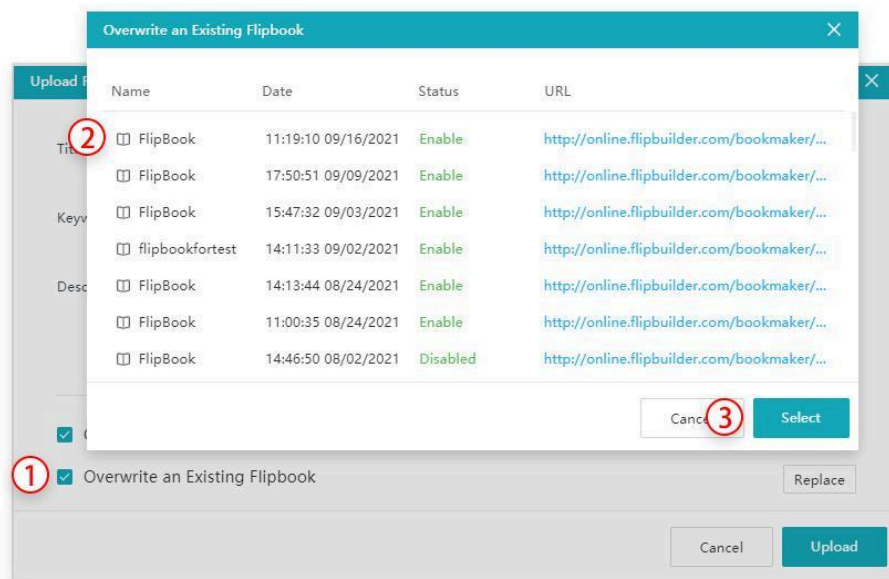 Overwrite an Existing Flipbook
Name Date Status URL
FlipBook 11:19:10 09/16/2021 Enable http://online.flipbuilder.com/bookmaker/...
FlipBook 17:50:51 09/09/2021 Enable http://online.flipbuilder.com/bookmaker/...
FlipBook 15:47:32 09/03/2021 Enable http://online.flipbuilder.com/bookmaker/...
flipbookfortest 14:11:33 09/02/2021 Enable http://online.flipbuilder.com/bookmaker/...
FlipBook 14:13:44 08/24/2021 Enable http://online.flipbuilder.com/bookmaker/...
FlipBook 11:00:35 08/24/2021 Enable http://online.flipbuilder.com/bookmaker/...
FlipBook 14:46:50 08/02/2021 Disabled http://online.flipbuilder.com/bookmaker/...
3 Select
Upload
2
1 Overwrite an Existing Flipbook Replace
Cancel Upload